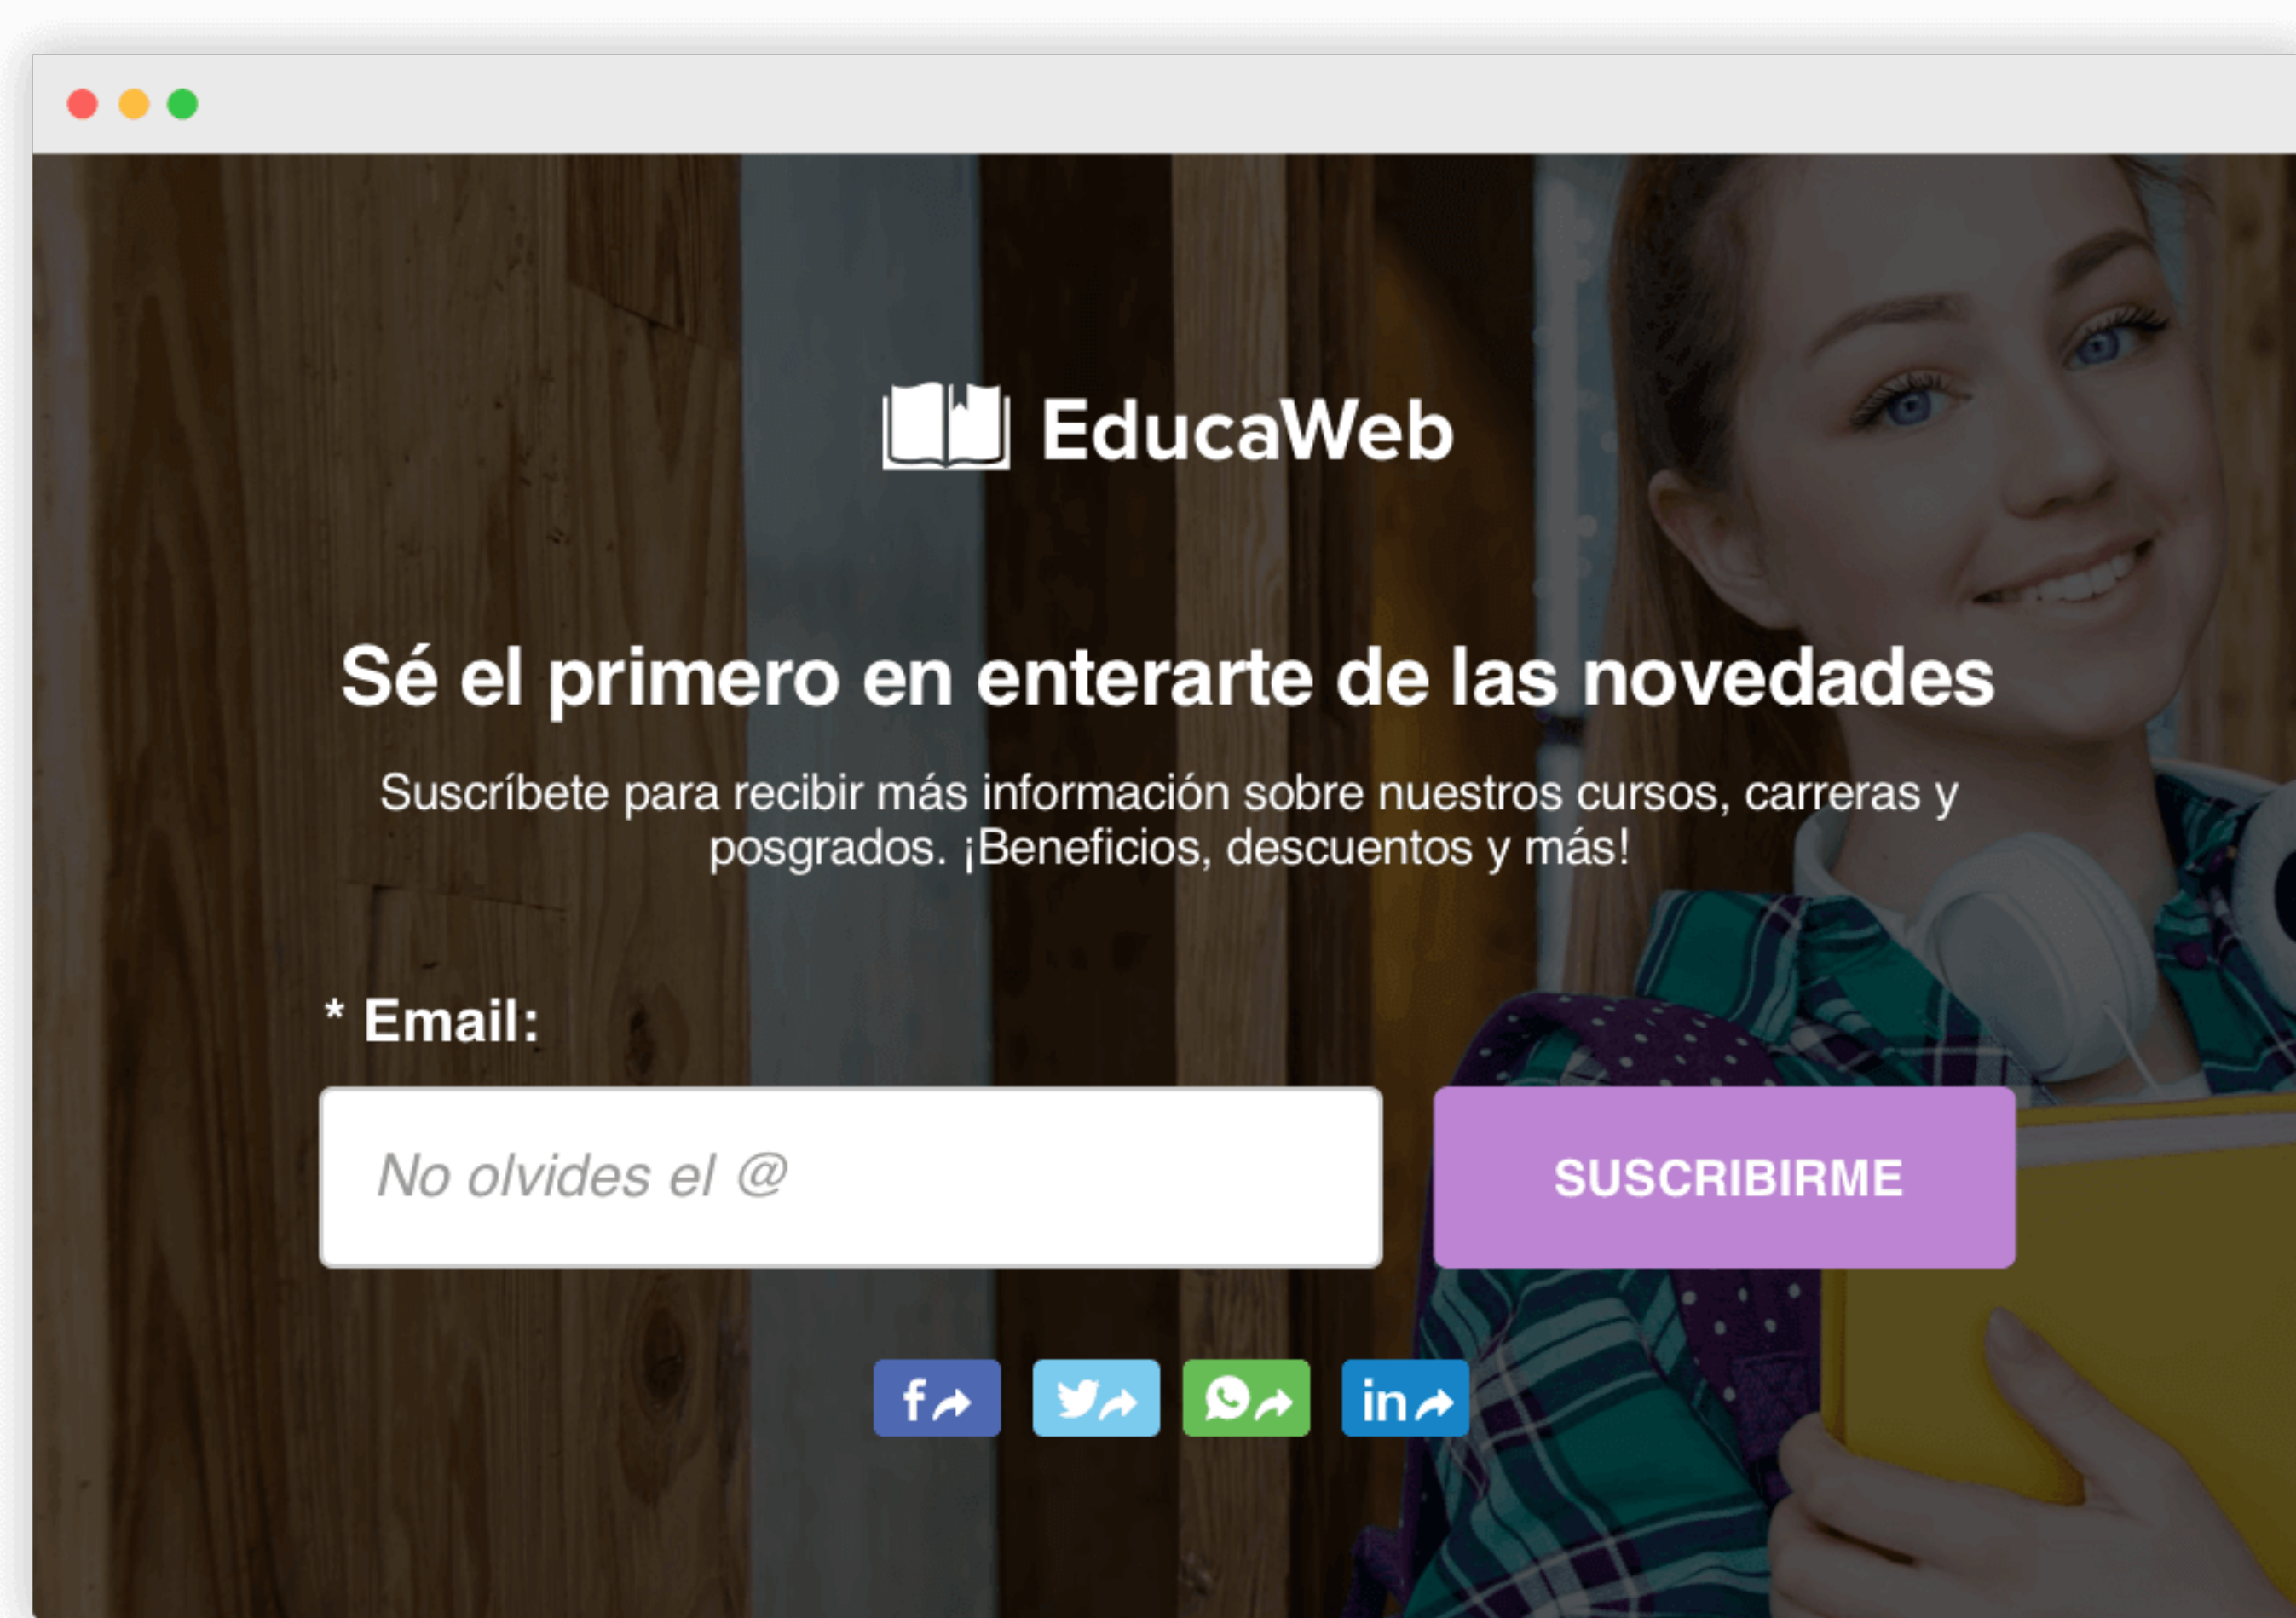 EducaWeb
Sé el primero en enterarte de las novedades
Suscríbete para recibir más información sobre nuestros cursos, carreras y
posgrados. ¡Beneficios, descuentos y más!
* Email:
No olvides el @
SUSCRIBIRME
f
in